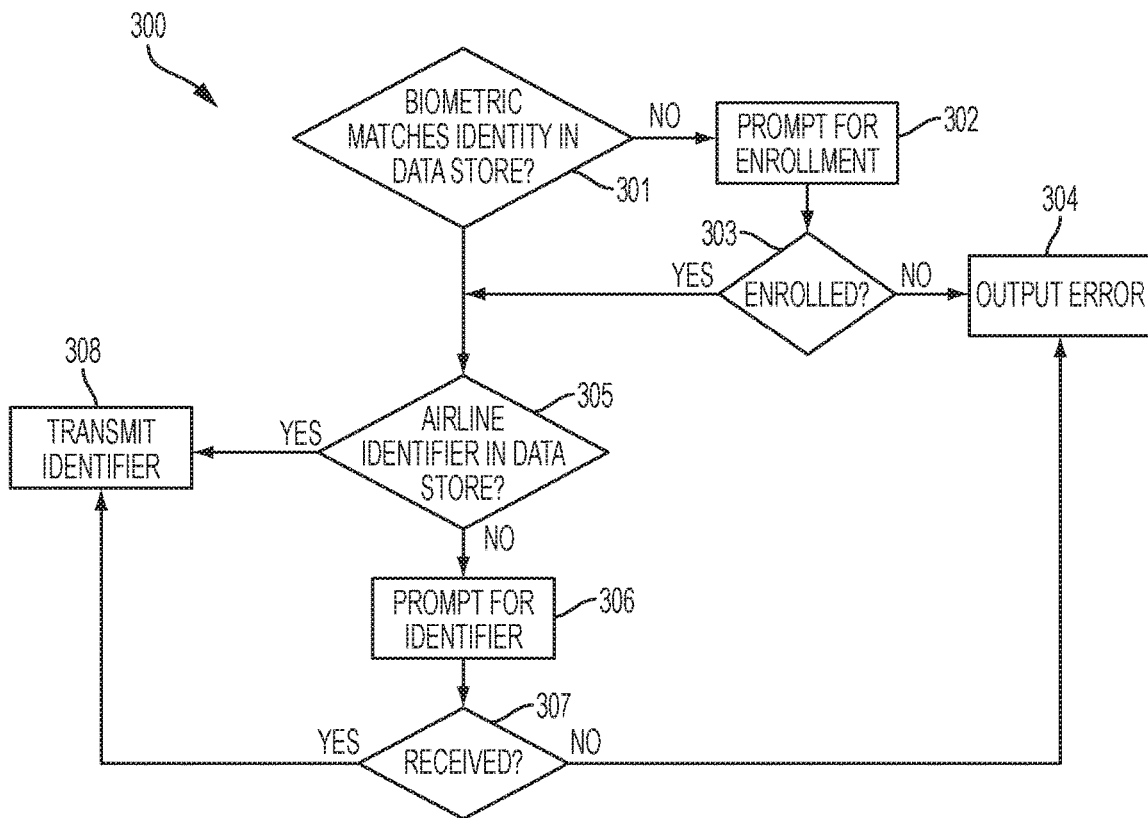 300
BIOMETRIC
MATCHES IDENTITY IN
DATA STORE?
301
NO
PROMPT FOR
ENROLLMENT
302
303
YES
ENROLLED?
NO
304
OUTPUT ERROR
308
TRANSMIT
IDENTIFIER
YES
AIRLINE
IDENTIFIER IN DATA
STORE?
305
NO
PROMPT FOR
IDENTIFIER
306
307
YES
RECEIVED?
NO